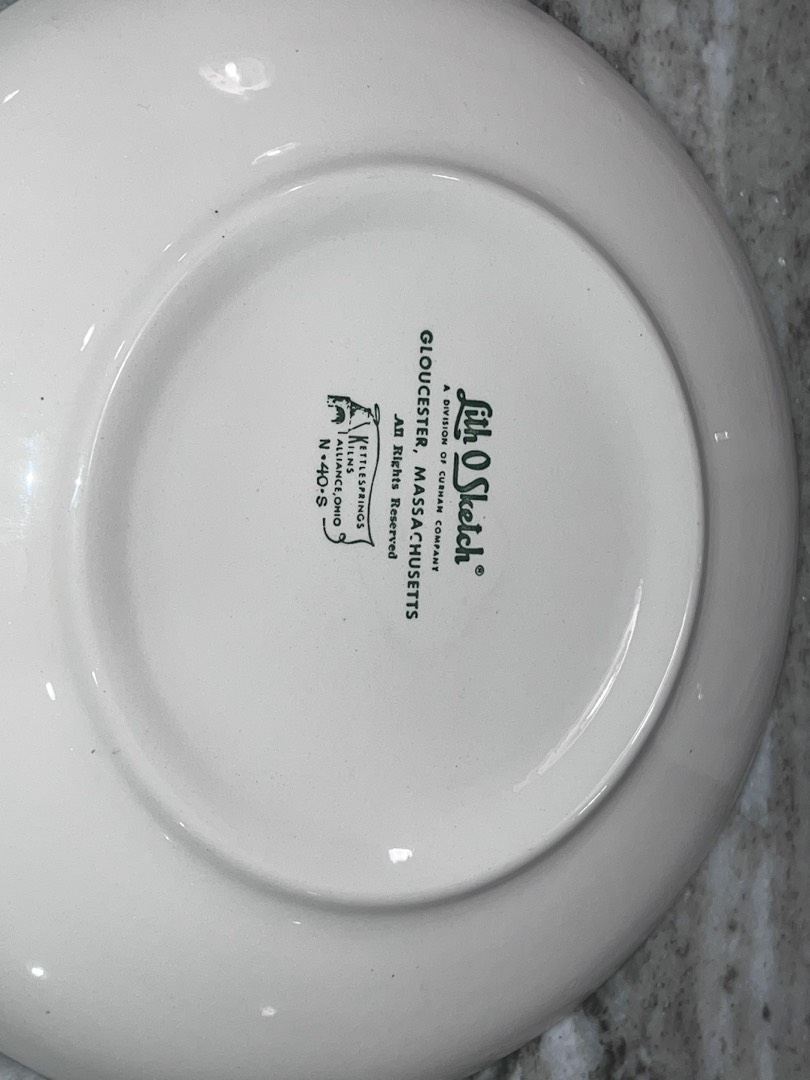 Lith O Sketch®
A DIVISION OF CURHAN COMPANY
GLOUCESTER, MASSACHUSETTS
All Rights Reserved
KETTLESPRINGS
KILNS
ALLIANCE, OHIO
N•40•S